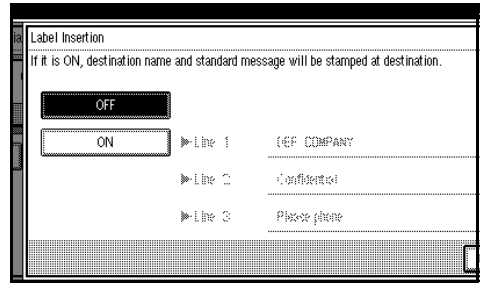 Label Insertion
If it is ON, destination name and standard message will be stamped at destination.
OFF
ON
▶Line 1 DEF COMPANY
▶Line 2 Confidential
▶Line 3 Please phone